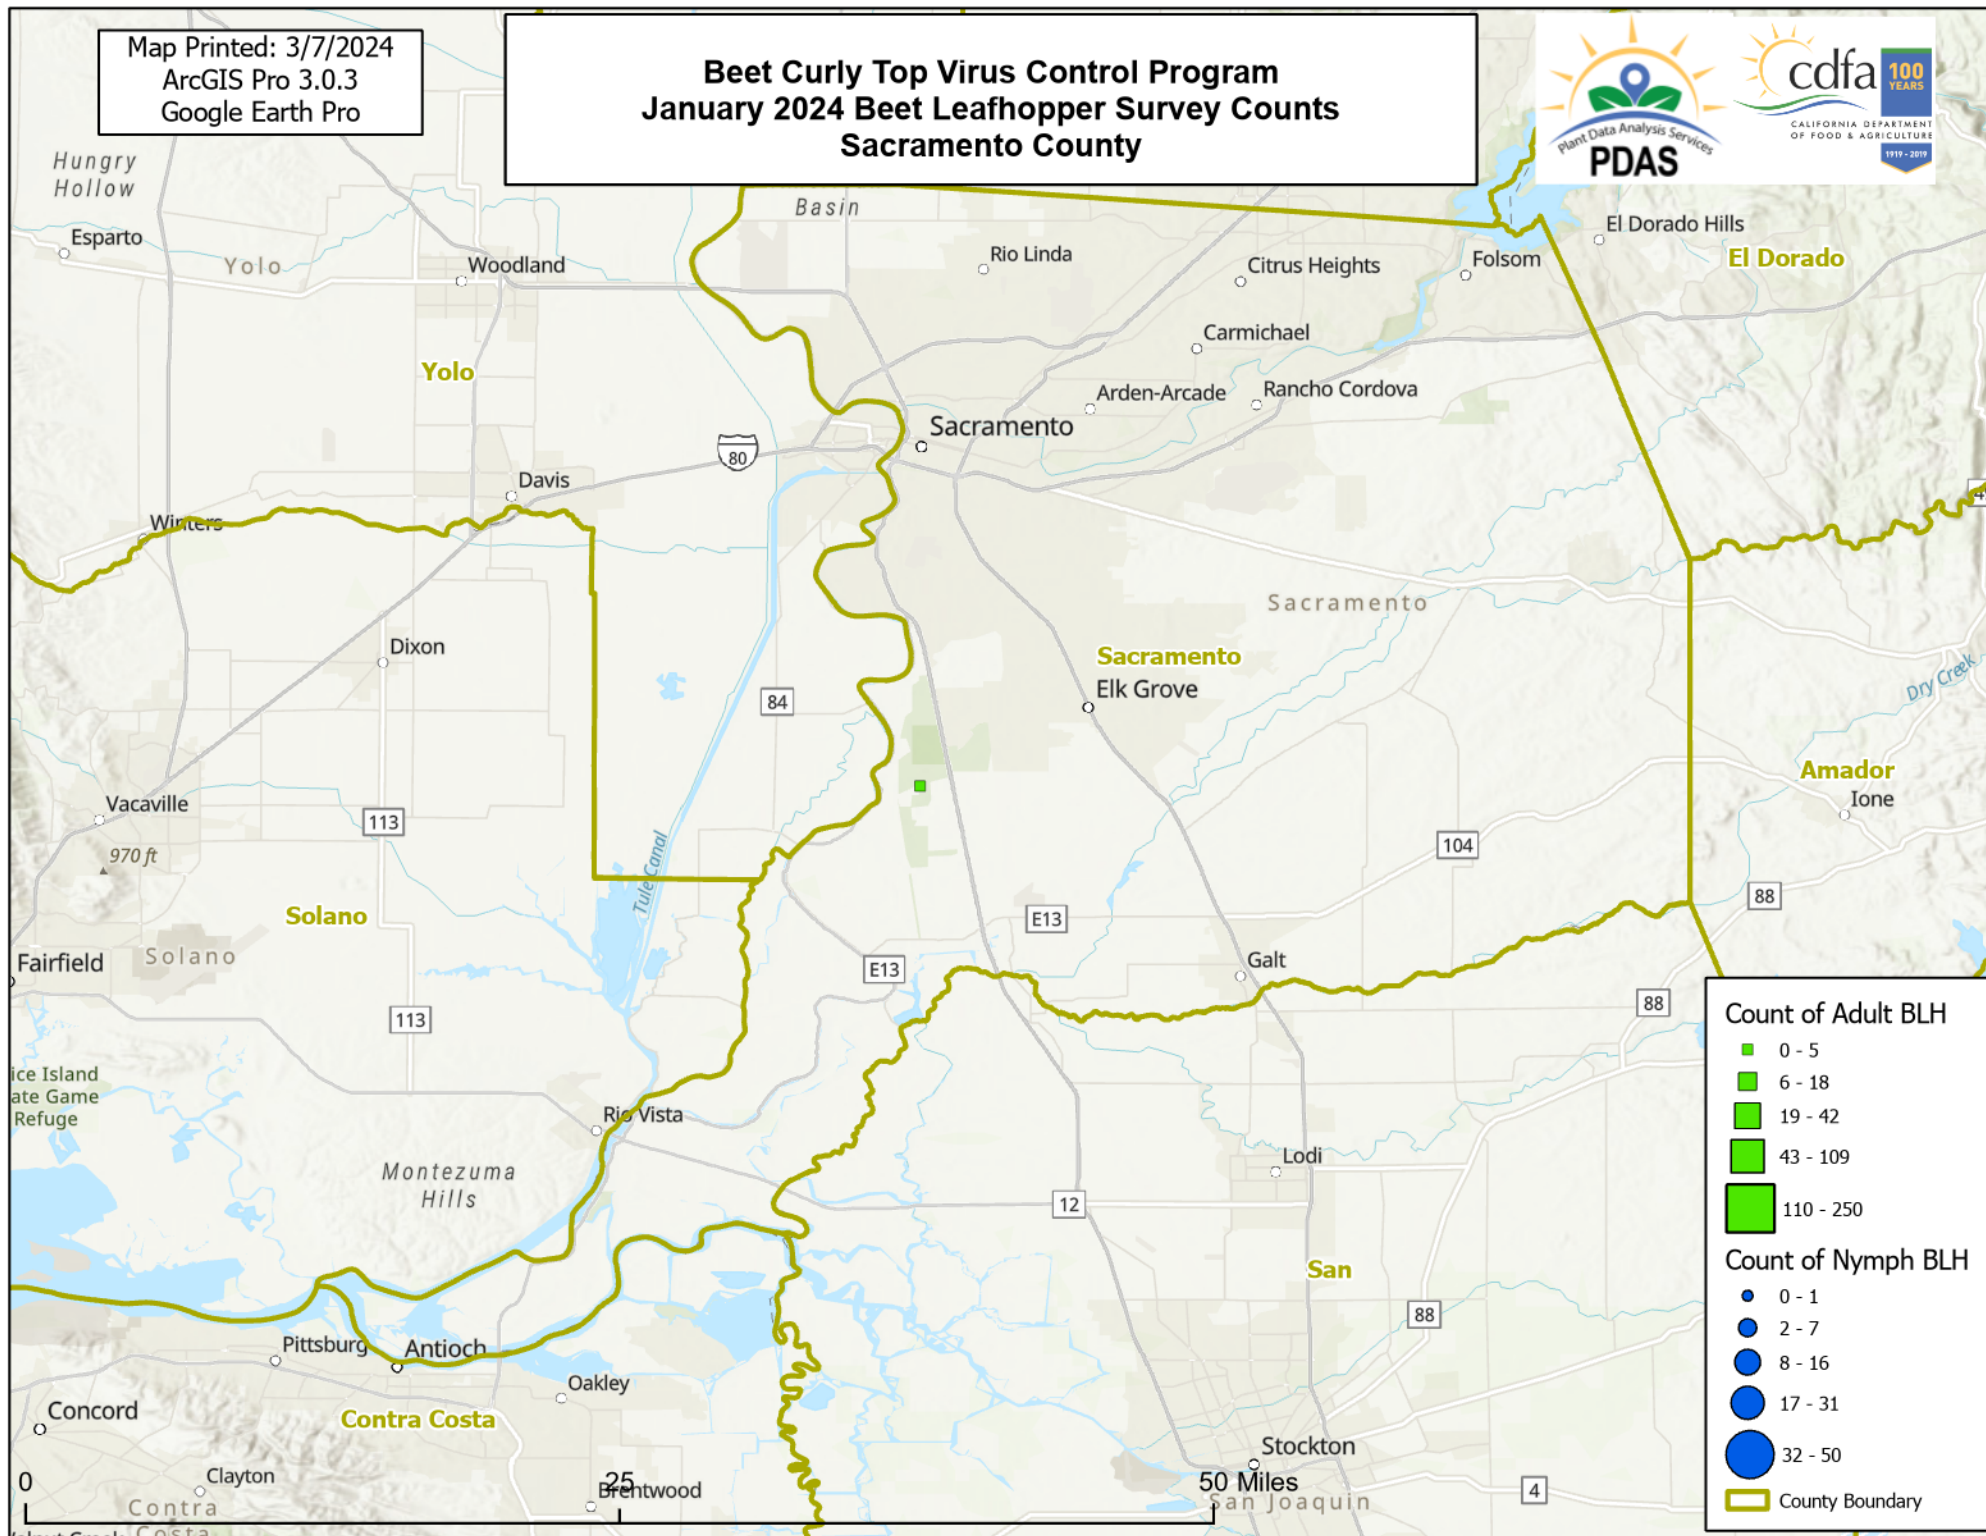 Map Printed: 3/7/2024
ArcGIS Pro 3.0.3
Google Earth Pro
Beet Curly Top Virus Control Program
January 2024 Beet Leafhopper Survey Counts
Sacramento County
Plant Data Analysis Services
PDAS
cdfa
100
YEARS
CALIFORNIA DEPARTMENT
OF FOOD & AGRICULTURE
1919 - 2019
Hungry
Hollow
Basin
Esparto
Yolo
Woodland
Rio Linda
Citrus Heights
Folsom
El Dorado Hills
El Dorado
Carmichael
Yolo
Arden-Arcade
Rancho Cordova
Sacramento
80
Davis
Winters
Sacramento
Dixon
Sacramento
Elk Grove
84
Dry Creek
Amador
Ione
Vacaville
113
970 ft
104
Tule Canal
88
Solano
E13
Solano
Fairfield
E13
Galt
113
88
ice Island
ate Game
Refuge
Rio Vista
Montezuma
Hills
Lodi
12
San
88
Pittsburg
Antioch
Oakley
Concord
Contra Costa
Stockton
Clayton
Brentwood
4
Contra
Costa
San Joaquin
0
25
50 Miles
Count of Adult BLH
0 - 5
6 - 18
19 - 42
43 - 109
110 - 250
Count of Nymph BLH
0 - 1
2 - 7
8 - 16
17 - 31
32 - 50
County Boundary